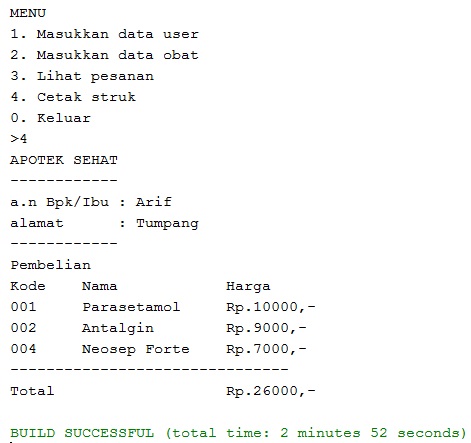 MENU
1. Masukkan data user
2. Masukkan data obat
3. Lihat pesanan
4. Cetak struk
0. Keluar
>4
APOTEK SEHAT
------------
a.n Bpk/Ibu : Arif
alamat      : Tumpang
------------
Pembelian
Kode    Nama            Harga
001     Parasetamol     Rp.10000,-
002     Antalgin        Rp.9000,-
004     Neosep Forte    Rp.7000,-
-------------------------------
Total                   Rp.26000,-
BUILD SUCCESSFUL (total time: 2 minutes 52 seconds)